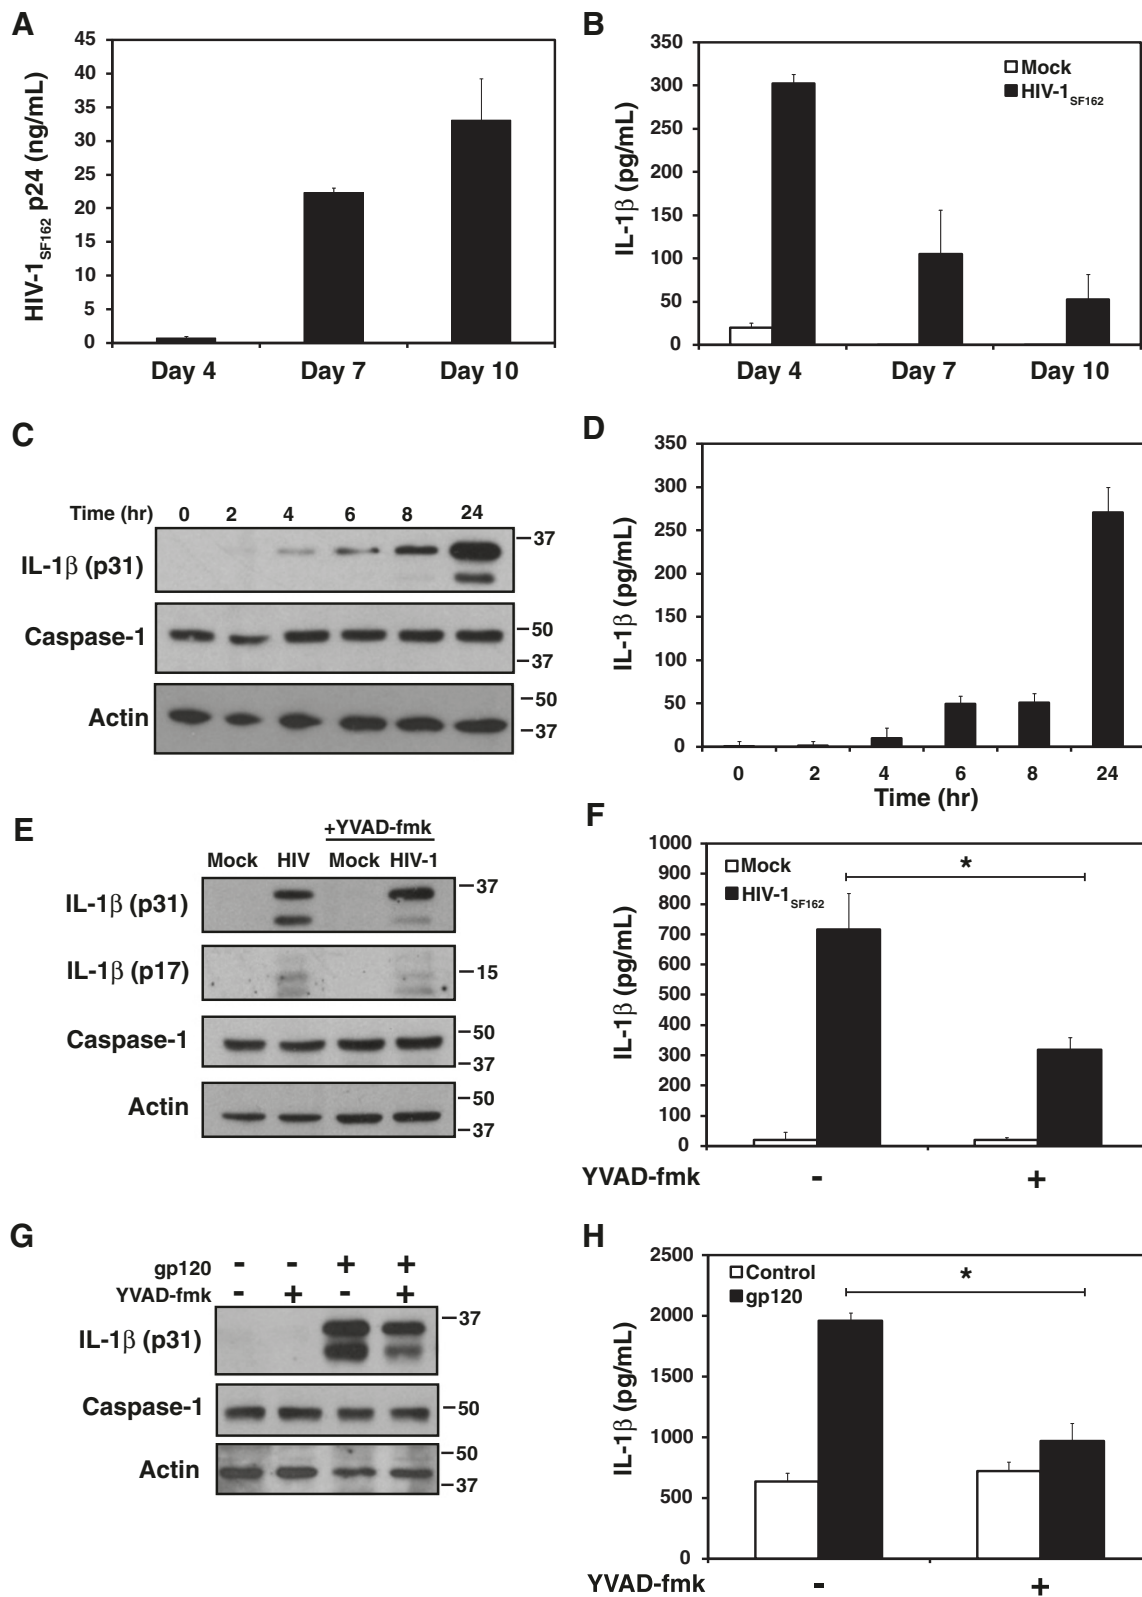 A
HIV-1SF162 p24 (ng/mL)
45
40
35
30
25
20
15
10
5
0
Day 4 Day 7 Day 10
B
IL-1β (pg/mL)
350
300
250
200
150
100
50
0
Mock
HIV-1SF162
Day 4 Day 7 Day 10
C
Time (hr) 0 2 4 6 8 24
IL-1β (p31)
37
Caspase-1
50
37
Actin
50
37
D
IL-1β (pg/mL)
350
300
250
200
150
100
50
0
0 2 4 6 8 24
Time (hr)
E
+YVAD-fmk
Mock HIV Mock HIV-1
IL-1β (p31)
37
IL-1β (p17)
15
Caspase-1
50
37
Actin
50
37
F
IL-1β (pg/mL)
1000
900
800
700
600
500
400
300
200
100
0
Mock
HIV-1SF162
*
YVAD-fmk - +
G
gp120 - - + +
YVAD-fmk - + - +
IL-1β (p31)
37
Caspase-1
50
Actin
50
37
H
IL-1β (pg/mL)
2500
2000
1500
1000
500
0
Control
gp120
*
YVAD-fmk - +